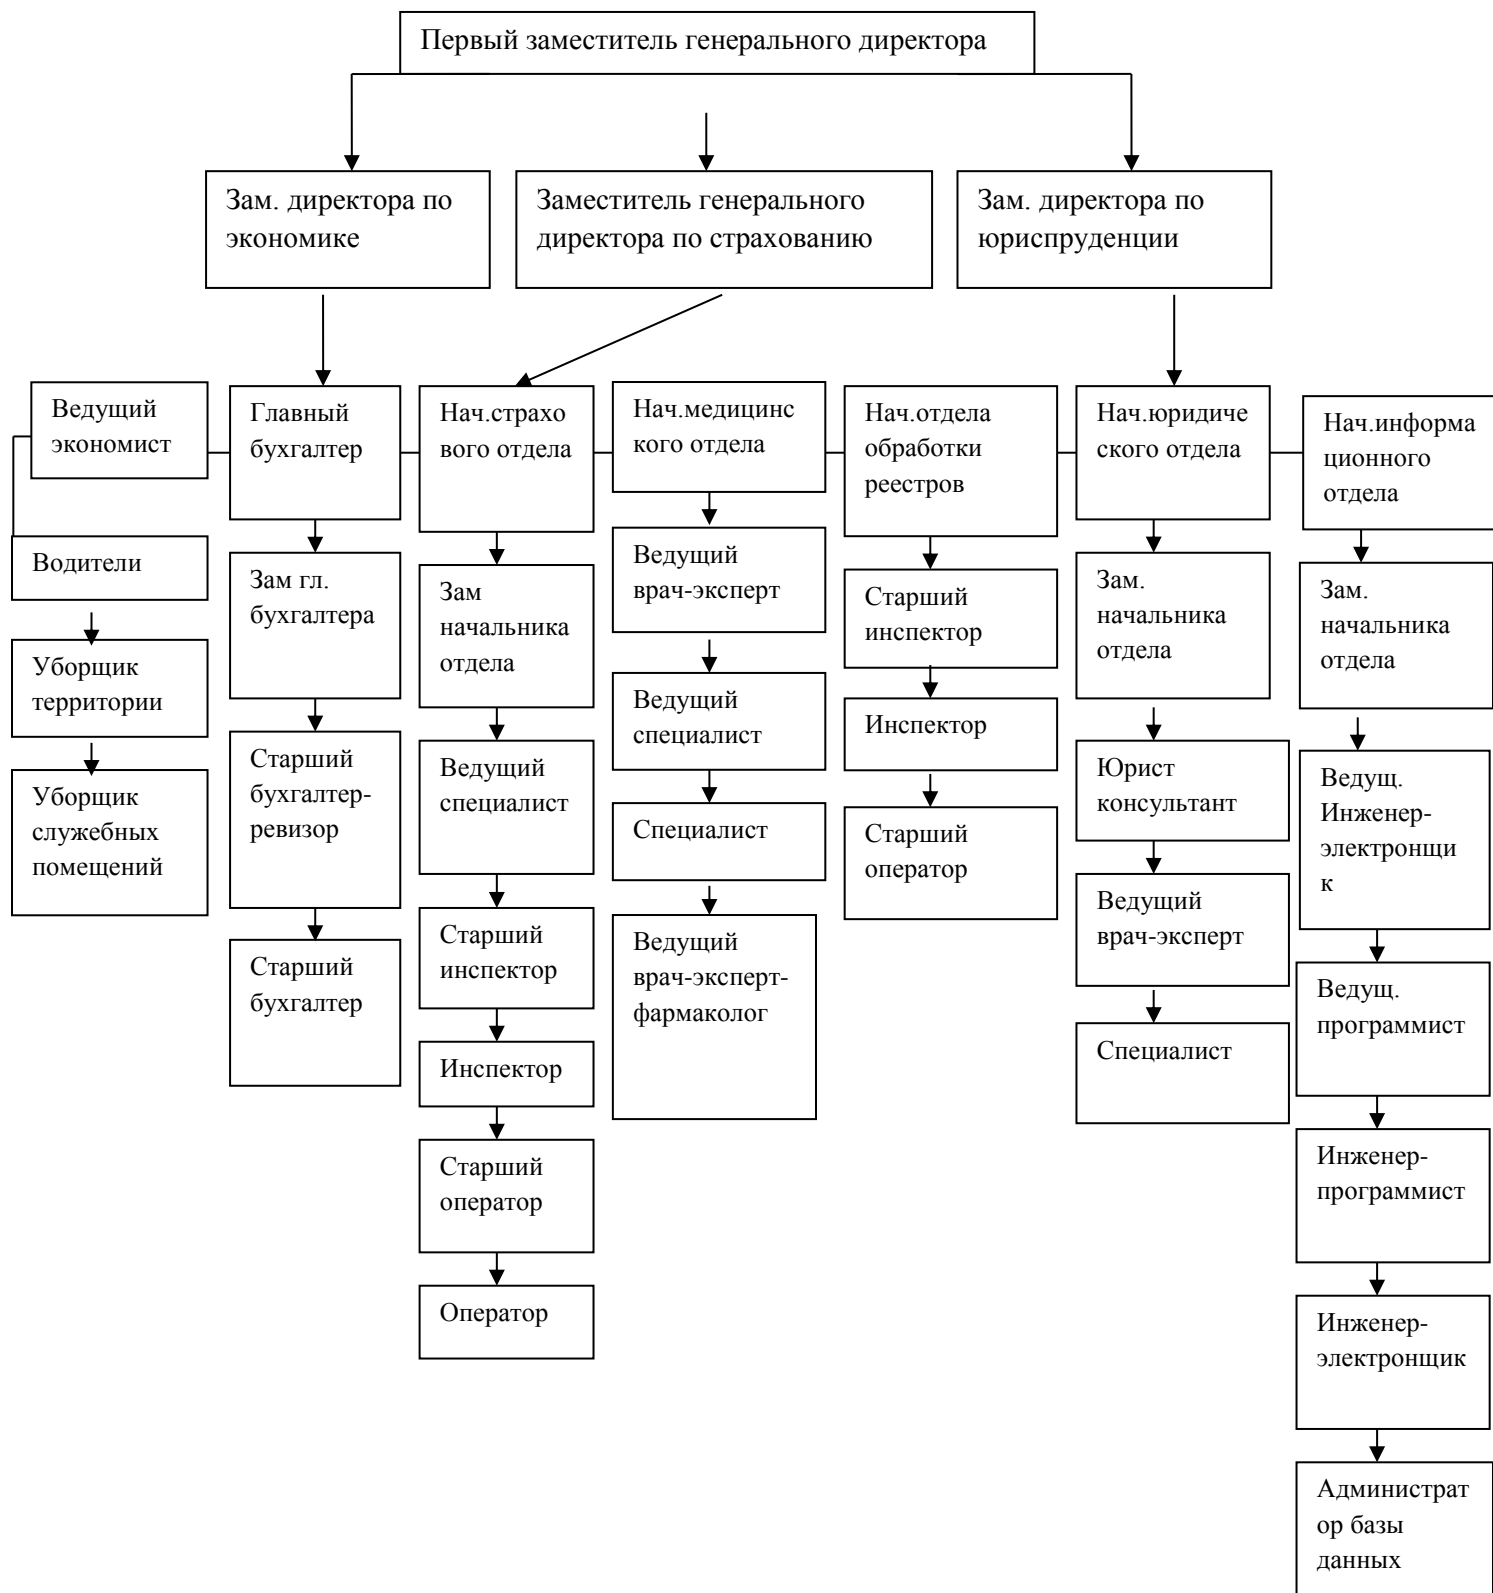 Первый заместитель генерального директора
Зам. директора по
экономике
Заместитель генерального
директора по страхованию
Зам. директора по
юриспруденции
Ведущий
экономист
Водители
Уборщик
территории
Уборщик
служебных
помещений
Главный
бухгалтер
Зам гл.
бухгалтера
Старший
бухгалтер-
ревизор
Старший
бухгалтер
Нач.страхо
вого отдела
Зам
начальника
отдела
Ведущий
специалист
Старший
инспектор
Инспектор
Старший
оператор
Оператор
Нач.медицинс
кого отдела
Ведущий
врач-эксперт
Ведущий
специалист
Специалист
Ведущий
врач-эксперт-
фармаколог
Нач.отдела
обработки
реестров
Старший
инспектор
Инспектор
Старший
оператор
Нач.юридиче
ского отдела
Зам.
начальника
отдела
Юрист
консультант
Ведущий
врач-эксперт
Специалист
Нач.информа
ционного
отдела
Зам.
начальника
отдела
Ведущ.
Инженер-
электронщи
к
Ведущ.
программист
Инженер-
программист
Инженер-
электронщик
Администрат
ор базы
данных